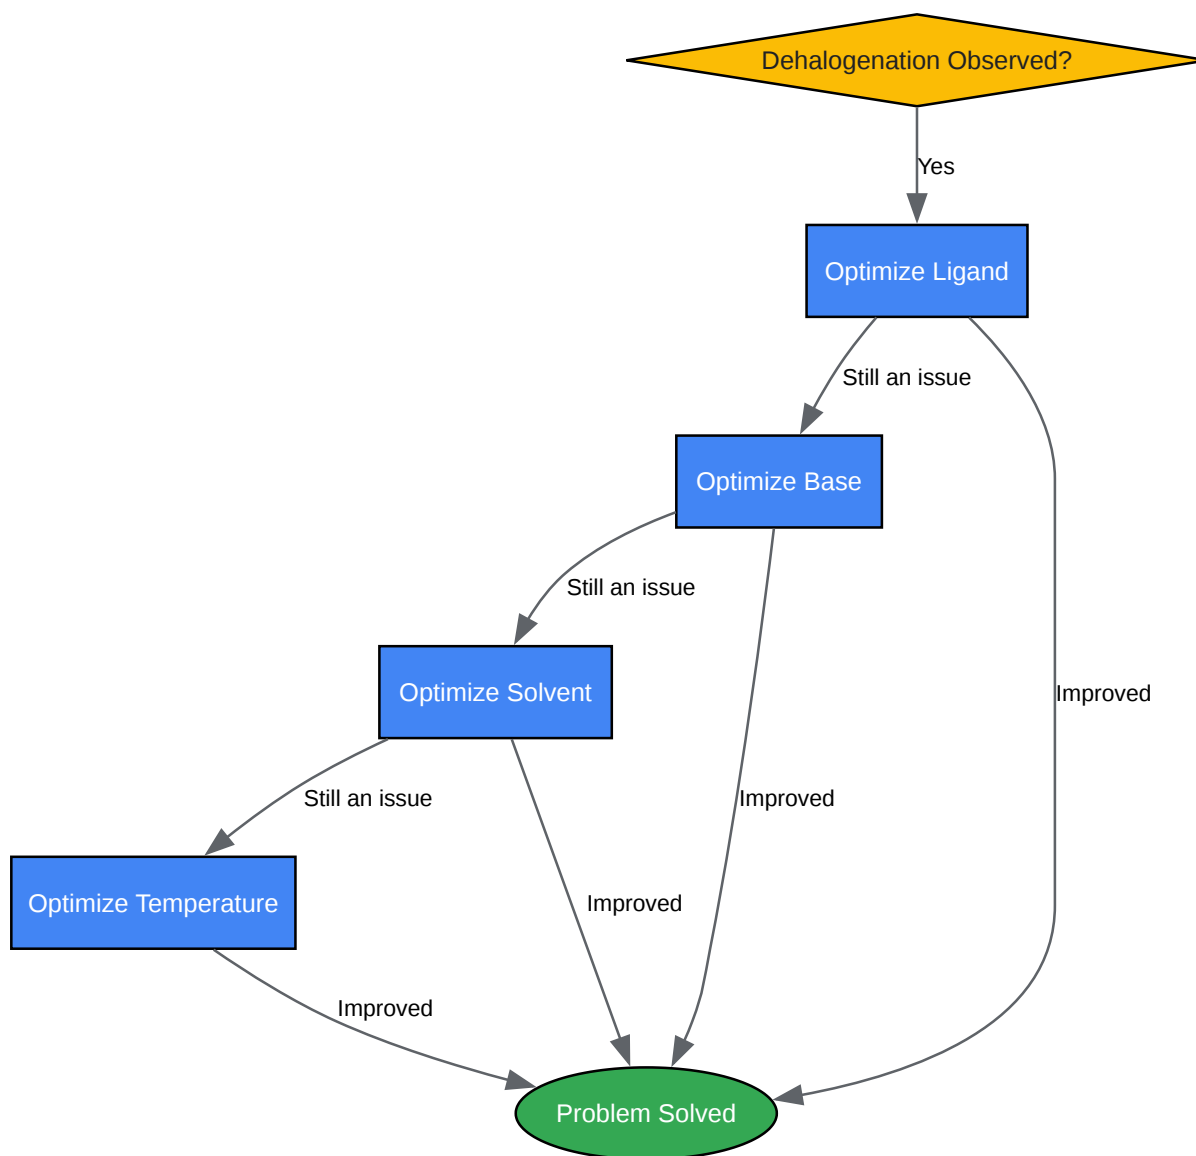 Dehalogenation Observed?
Yes
Optimize Ligand
Still an issue
Optimize Base
Still an issue
Optimize Solvent
Improved
Still an issue
Improved
Optimize Temperature
Improved
Improved
Problem Solved